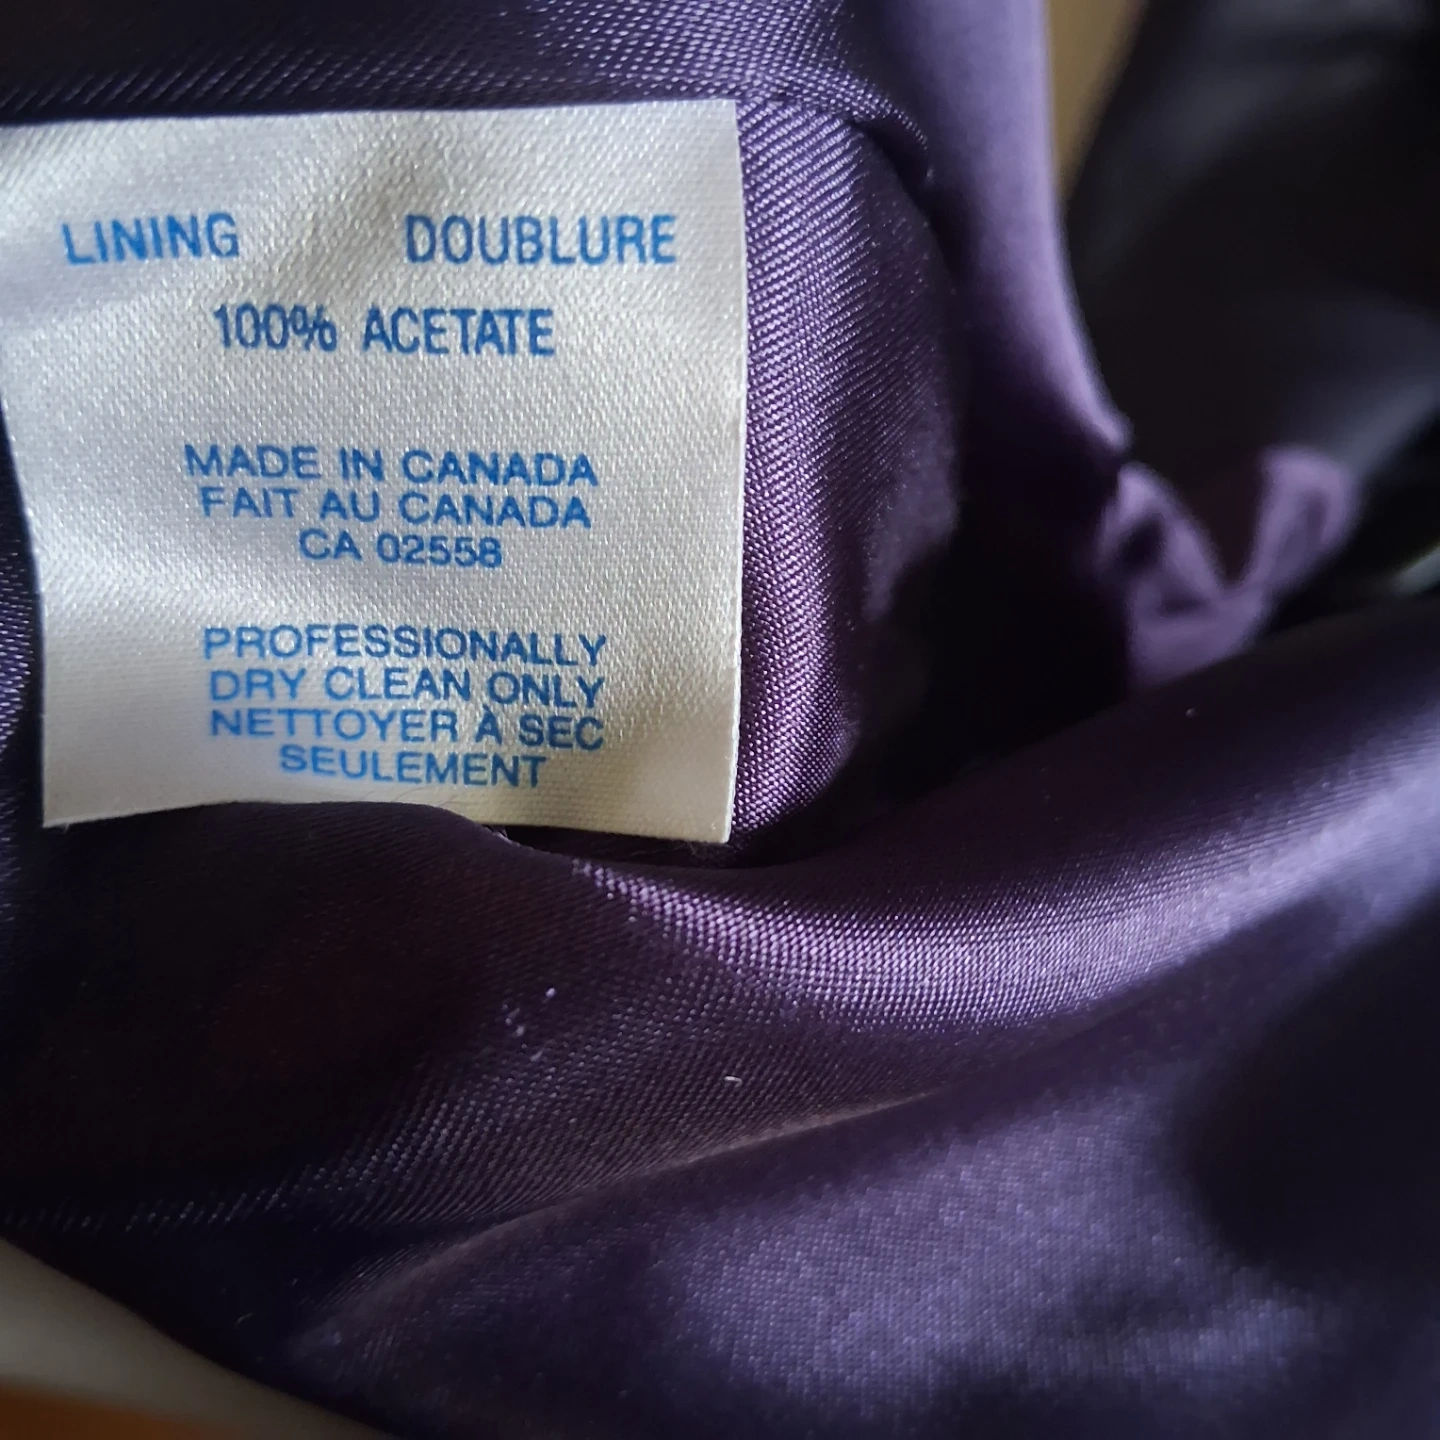 LINING DOUBLURE
100% ACETATE
MADE IN CANADA
FAIT AU CANADA
CA 02558
PROFESSIONALLY
DRY CLEAN ONLY
NETTOYER À SEC
SEULEMENT